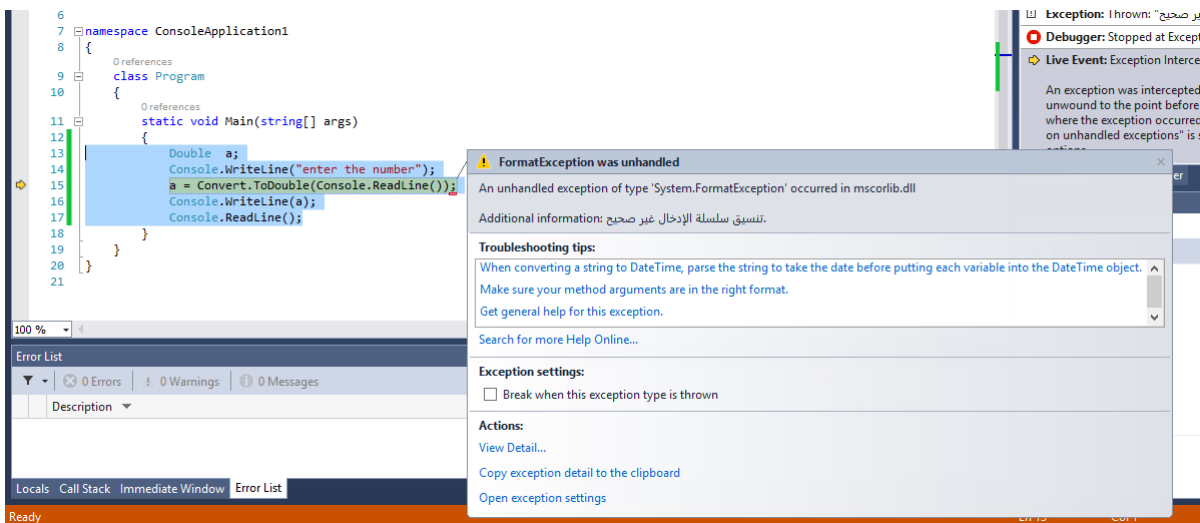 6
7 namespace ConsoleApplication1
8 {
0 references
9 class Program
10 {
0 references
11 static void Main(string[] args)
12 {
13 Double a;
14 Console.WriteLine("enter the number");
15 a = Convert.ToDouble(Console.ReadLine());
16 Console.WriteLine(a);
17 Console.ReadLine();
18 }
19 }
20 }
21
100 %
Exception: Thrown: "ير صحيح
Debugger: Stopped at Except
Live Event: Exception Interce
An exception was intercepted
unwound to the point before
where the exception occurred
on unhandled exceptions" is s
options
er
FormatException was unhandled
An unhandled exception of type 'System.FormatException' occurred in mscorlib.dll
Additional information: تنسيق سلسلة الإدخال غير صحيح.
Troubleshooting tips:
When converting a string to DateTime, parse the string to take the date before putting each variable into the DateTime object.
Make sure your method arguments are in the right format.
Get general help for this exception.
Search for more Help Online...
Exception settings:
Break when this exception type is thrown
Actions:
View Detail...
Copy exception detail to the clipboard
Open exception settings
Error List
0 Errors
0 Warnings
0 Messages
Description
Locals Call Stack Immediate Window Error List
Ready